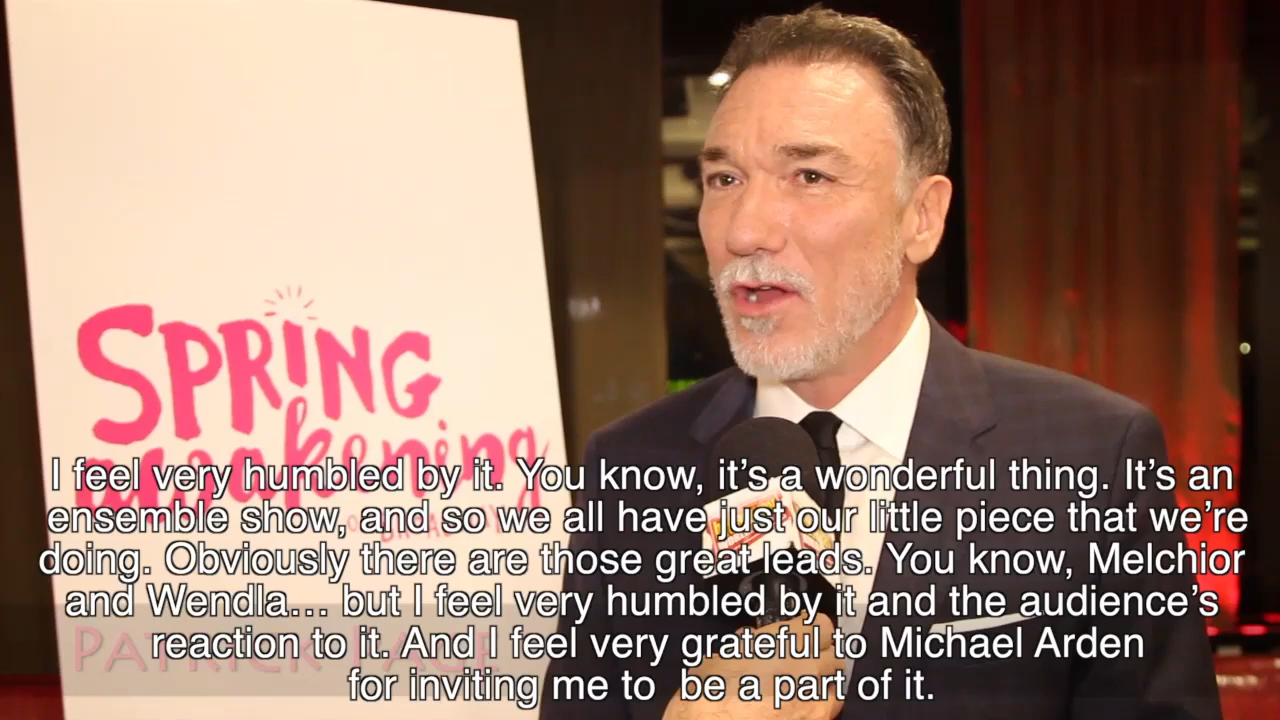 SPRING
awakening
I feel very humbled by it. You know, it's a wonderful thing. It's an
ensemble show, and so we all have just our little piece that we're
doing. Obviously there are those great leads. You know, Melchior
and Wendla... but I feel very humbled by it and the audience's
reaction to it. And I feel very grateful to Michael Arden
for inviting me to be a part of it.
PATRICK PAGE